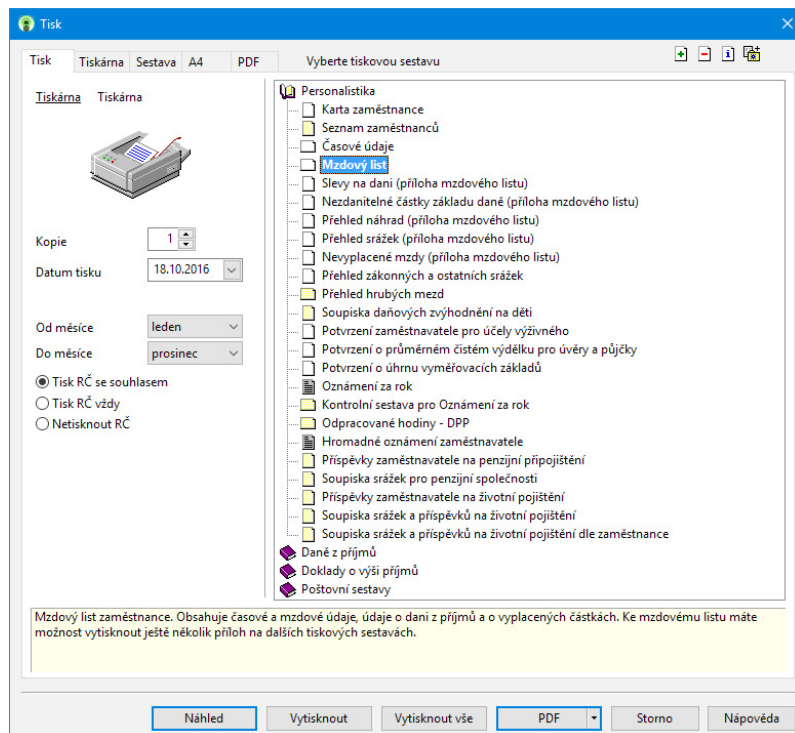 Tisk
Tisk Tiskárna Sestava A4 PDF Vyberte tiskovou sestavu
Tiskárna Tiskárna
Kopie 1
Datum tisku 18.10.2016
Od měsíce leden
Do měsíce prosinec
Tisk RČ se souhlasem
Tisk RČ vždy
Netisknout RČ
Personalistika
Karta zaměstnance
Seznam zaměstnanců
Časové údaje
Mzdový list
Slevy na dani (příloha mzdového listu)
Nezdanitelné částky základu daně (příloha mzdového listu)
Přehled náhrad (příloha mzdového listu)
Přehled srážek (příloha mzdového listu)
Nevyplacené mzdy (příloha mzdového listu)
Přehled zákonných a ostatních srážek
Přehled hrubých mezd
Soupiska daňových zvýhodnění na děti
Potvrzení zaměstnavatele pro účely výživného
Potvrzení o průměrném čistém výdělku pro úvěry a půjčky
Potvrzení o úhrnu vyměřovacích základů
Oznámení za rok
Kontrolní sestava pro Oznámení za rok
Odpracované hodiny - DPP
Hromadné oznámení zaměstnavatele
Příspěvky zaměstnavatele na penzijní připojištění
Soupiska srážek pro penzijní společnosti
Příspěvky zaměstnavatele na životní pojištění
Soupiska srážek a příspěvků na životní pojištění
Soupiska srážek a příspěvků na životní pojištění dle zaměstnance
Daně z příjmů
Doklady o výši příjmů
Poštovní sestavy
Mzdový list zaměstnance. Obsahuje časové a mzdové údaje, údaje o dani z příjmů a o vyplacených částkách. Ke mzdovému listu máte
možnost vytisknout ještě několik příloh na dalších tiskových sestavách.
Náhled Vytisknout Vytisknout vše PDF Storno Nápověda